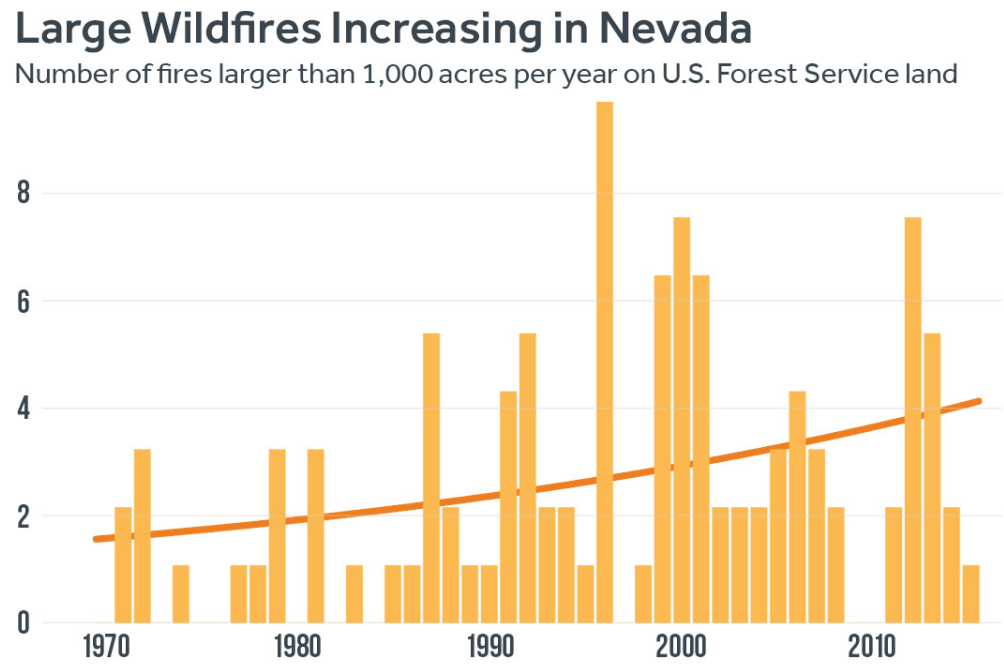 Large Wildfires Increasing in Nevada
Number of fires larger than 1,000 acres per year on U.S. Forest Service land
8
6
4
2
0
1970 1980 1990 2000 2010